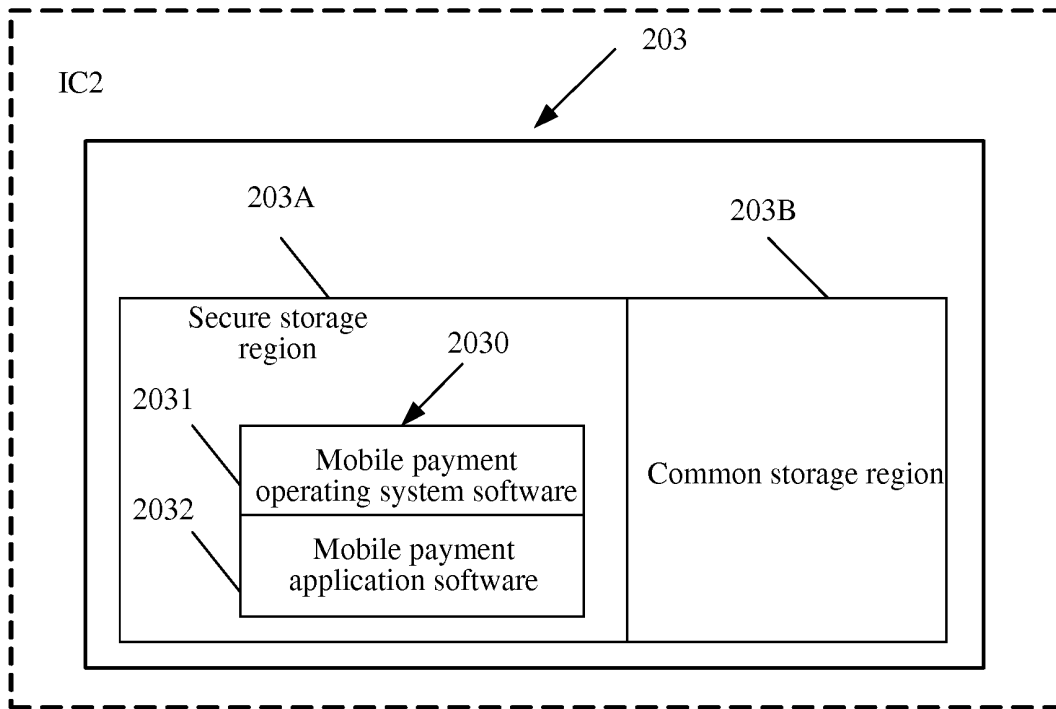 203
IC2
203A
203B
Secure storage
region
2030
2031
Mobile payment
operating system software
Common storage region
2032
Mobile payment
application software